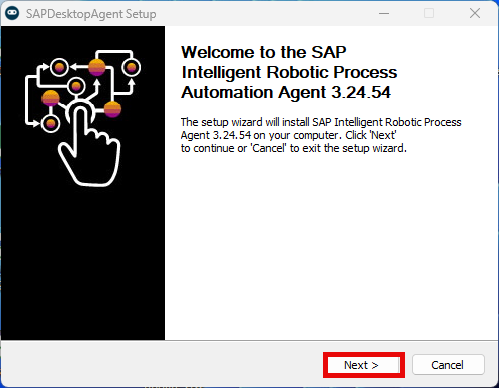 SAPDesktopAgent Setup
Welcome to the SAP
Intelligent Robotic Process
Automation Agent 3.24.54
The setup wizard will install SAP Intelligent Robotic Process
Agent 3.24.54 on your computer. Click 'Next'
to continue or 'Cancel' to exit the setup wizard.
Next >
Cancel